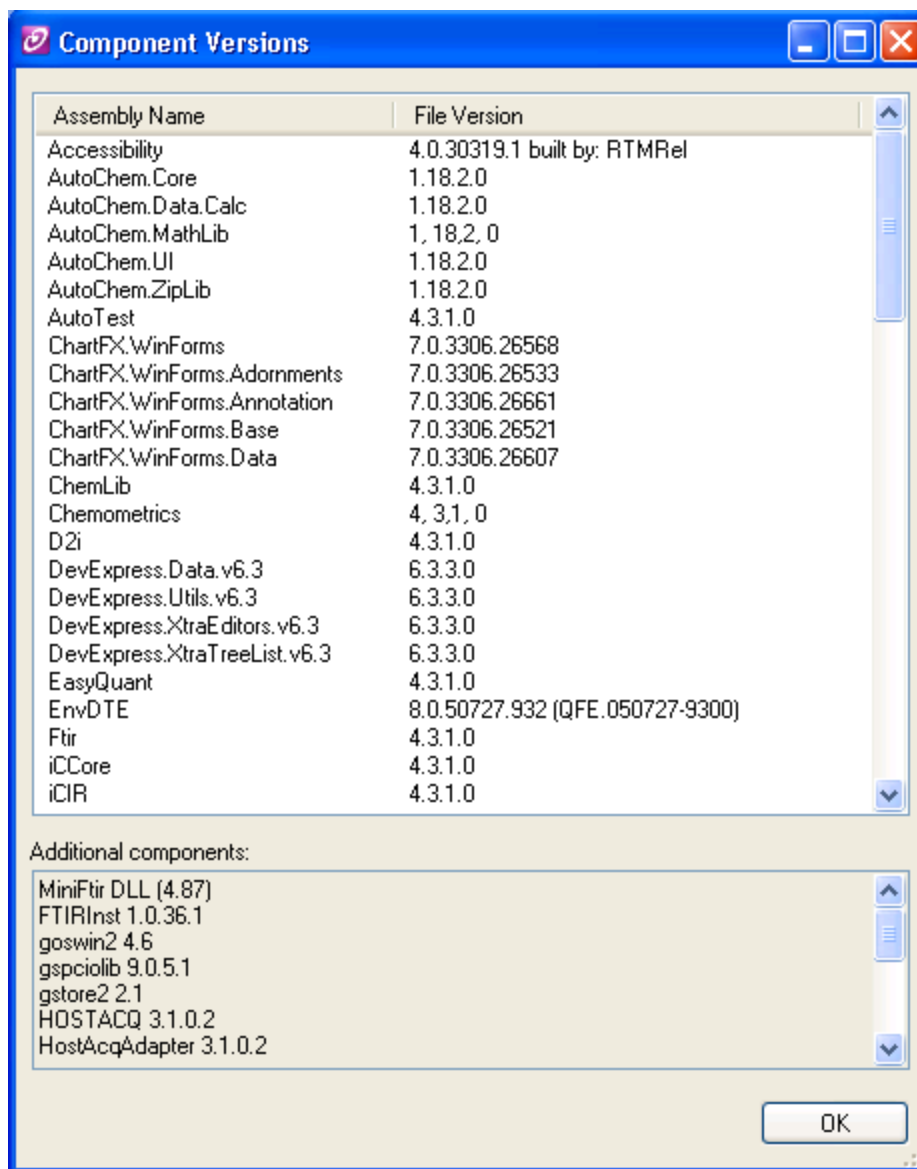 Component Versions
Assembly Name File Version
Accessibility 4.0.30319.1 built by: RTMRel
AutoChem.Core 1.18.2.0
AutoChem.Data.Calc 1.18.2.0
AutoChem.MathLib 1, 18,2, 0
AutoChem.UI 1.18.2.0
AutoChem.ZipLib 1.18.2.0
AutoTest 4.3.1.0
ChartFX.WinForms 7.0.3306.26568
ChartFX.WinForms.Adornments 7.0.3306.26533
ChartFX.WinForms.Annotation 7.0.3306.26661
ChartFX.WinForms.Base 7.0.3306.26521
ChartFX.WinForms.Data 7.0.3306.26607
ChemLib 4.3.1.0
Chemometrics 4, 3,1, 0
D2i 4.3.1.0
DevExpress.Data.v6.3 6.3.3.0
DevExpress.Utils.v6.3 6.3.3.0
DevExpress.XtraEditors.v6.3 6.3.3.0
DevExpress.XtraTreeList.v6.3 6.3.3.0
EasyQuant 4.3.1.0
EnvDTE 8.0.50727.932 (QFE.050727-9300)
Ftir 4.3.1.0
iCCore 4.3.1.0
iCIR 4.3.1.0
Additional components:
MiniFtir DLL (4.87)
FTIRInst 1.0.36.1
goswin2 4.6
gspciolib 9.0.5.1
gstore2 2.1
HOSTACQ 3.1.0.2
HostAcqAdapter 3.1.0.2
OK